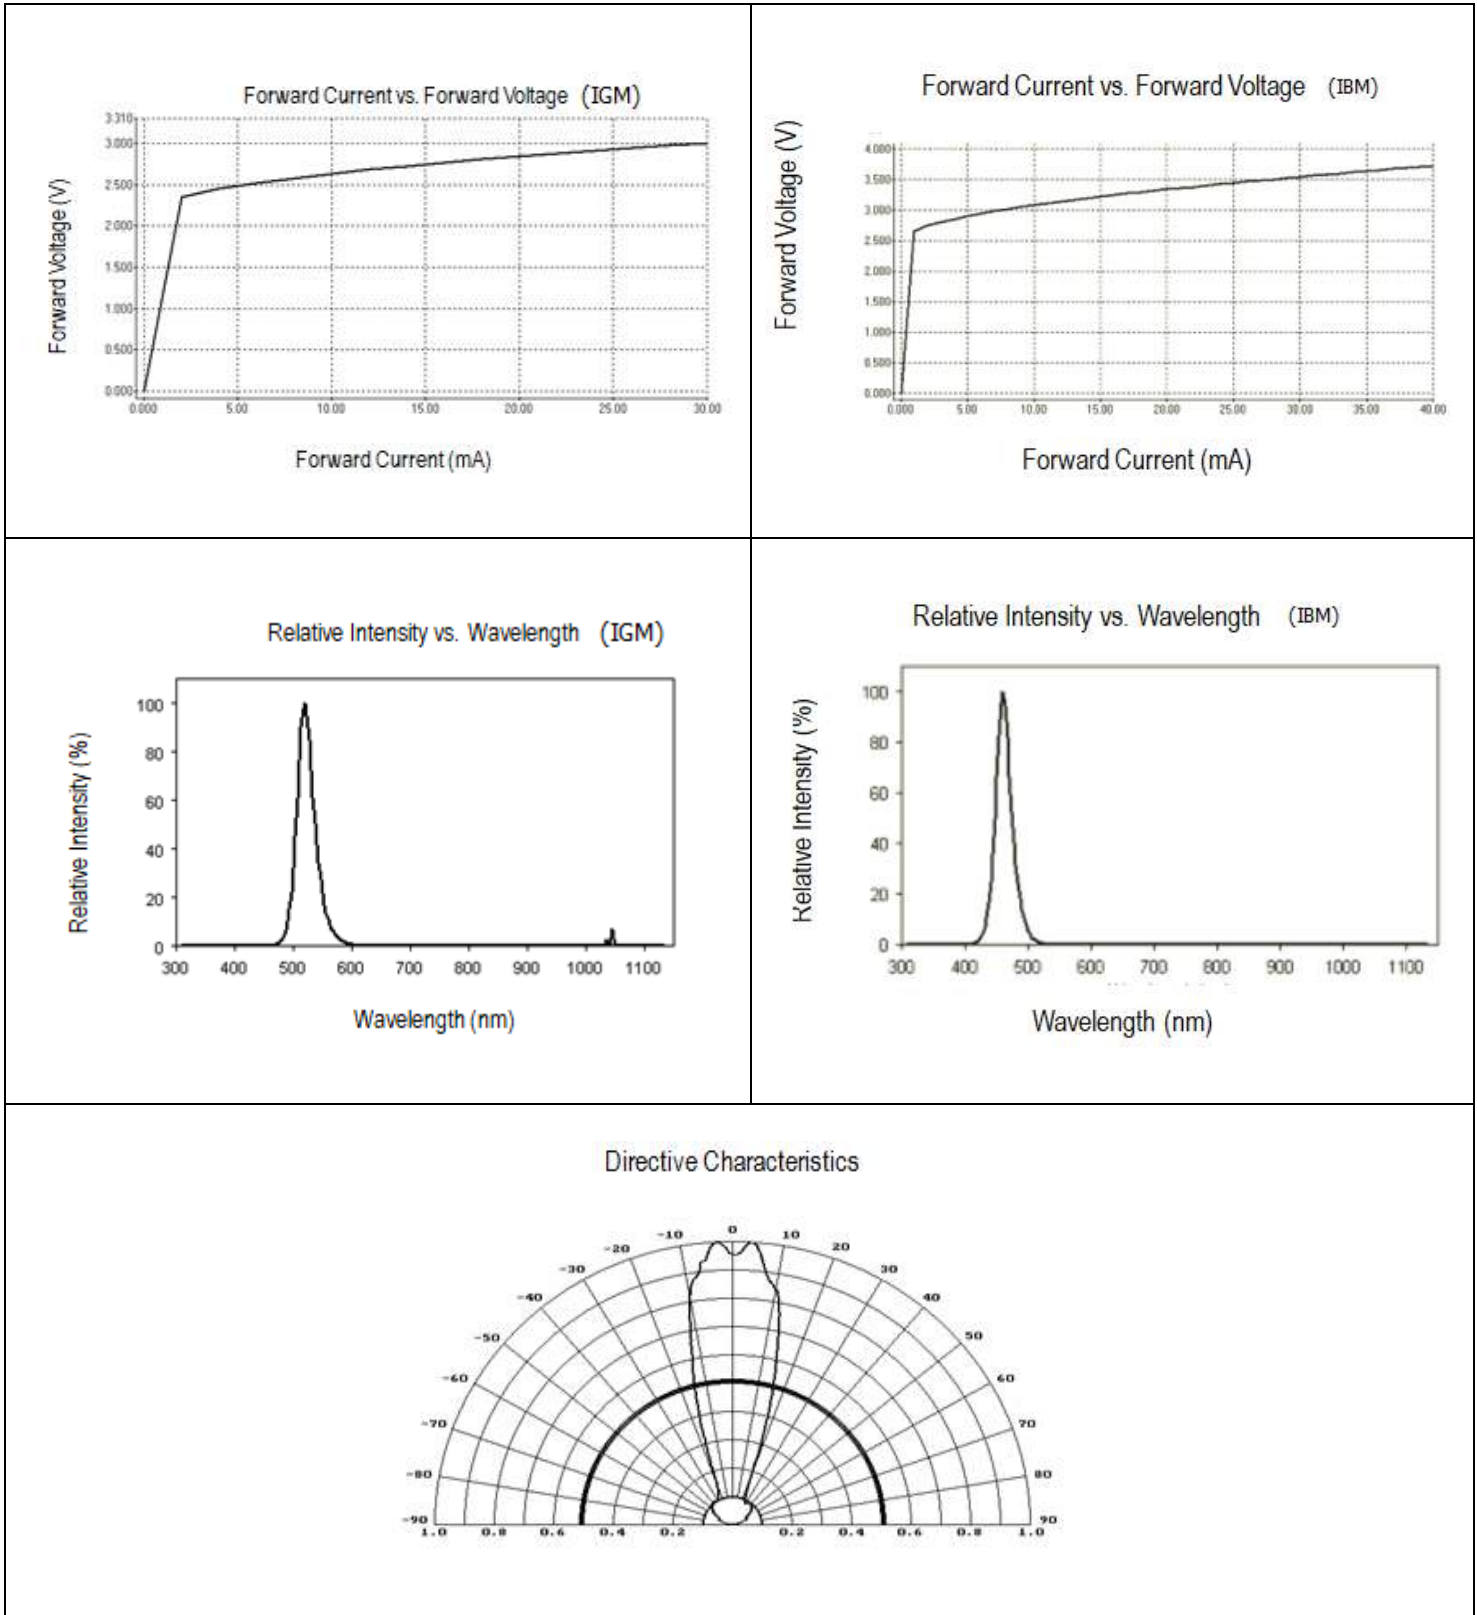 Forward Current vs. Forward Voltage (IGM)
Forward Voltage (V)
3.310
3.000
2.500
2.000
1.500
1.000
0.500
0.000
0.000 5.00 10.00 15.00 20.00 25.00 30.00
Forward Current (mA)
Forward Current vs. Forward Voltage (IBM)
Forward Voltage (V)
4.000
3.500
3.000
2.500
2.000
1.500
1.000
0.500
0.000
0.000 5.00 10.00 15.00 20.00 25.00 30.00 35.00 40.00
Forward Current (mA)
Relative Intensity vs. Wavelength (IGM)
Relative Intensity (%)
100
80
60
40
20
0
300 400 500 600 700 800 900 1000 1100
Wavelength (nm)
Relative Intensity vs. Wavelength (IBM)
Relative Intensity (%)
100
80
60
40
20
0
300 400 500 600 700 800 900 1000 1100
Wavelength (nm)
Directive Characteristics
-90 -80 -70 -60 -50 -40 -30 -20 -10 0 10 20 30 40 50 60 70 80 90
1.0 0.8 0.6 0.4 0.2 0.2 0.4 0.6 0.8 1.0